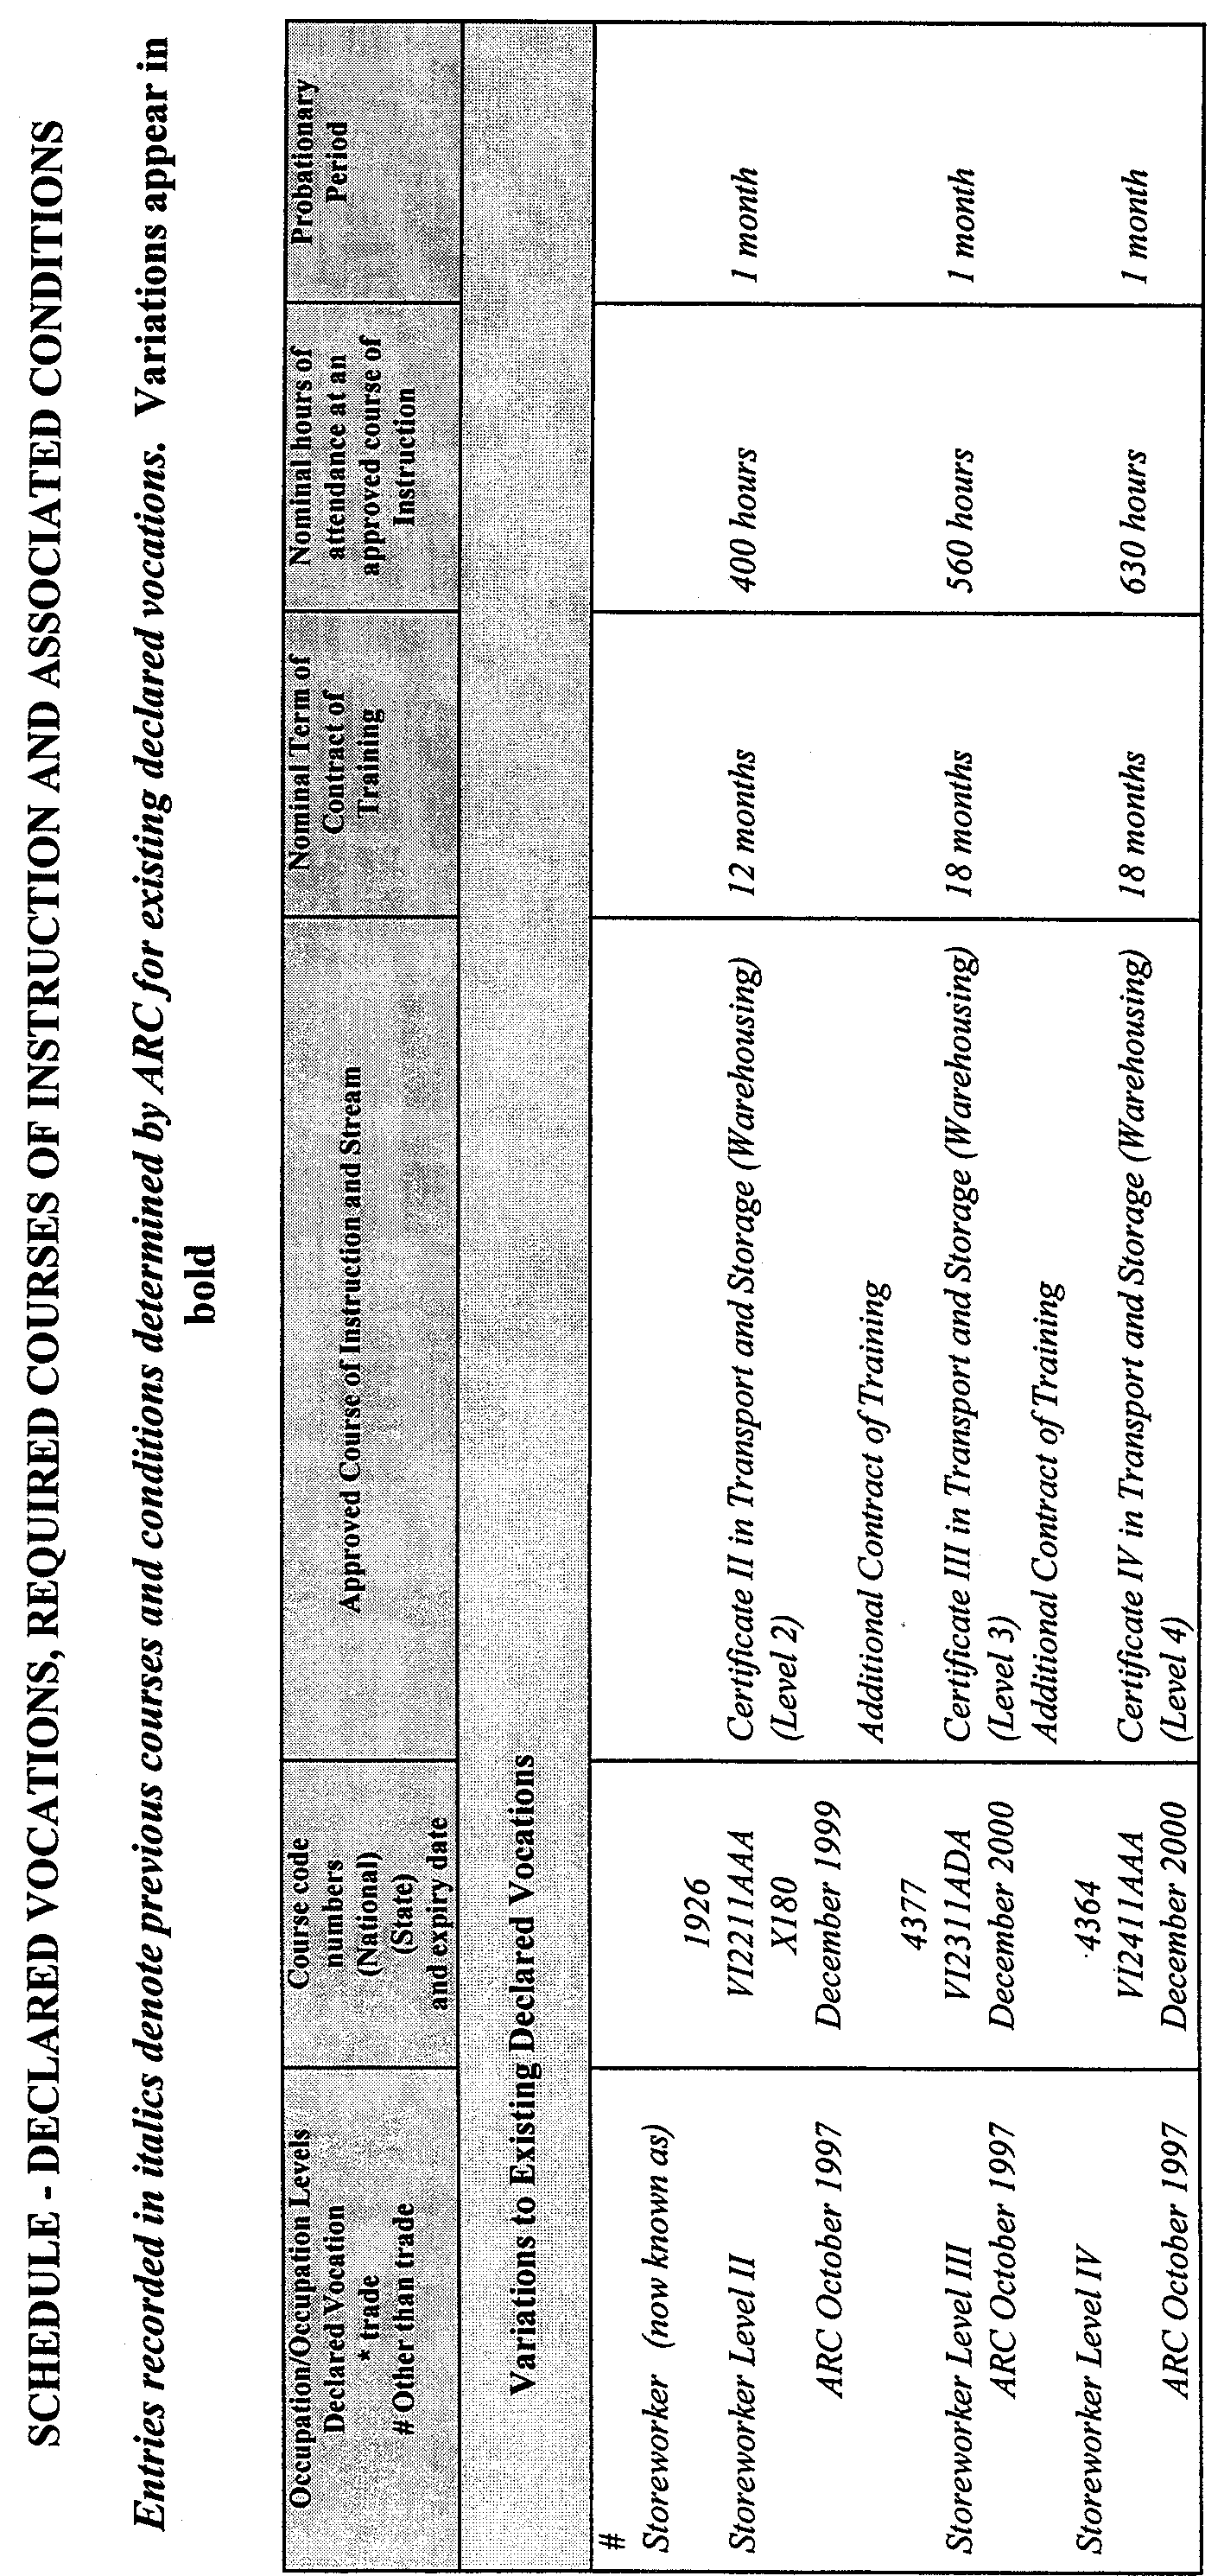 SCHEDULE - DECLARED VOCATIONS, REQUIRED COURSES OF INSTRUCTION AND ASSOCIATED CONDITIONS
Entries recorded in italics denote previous courses and conditions determined by ARC for existing declared vocations. Variations appear in
bold
Occupation/Occupation Levels
Declared Vocation
* trade
# Other than trade
Course code
numbers
(National)
(State)
and expiry date
Approved Course of Instruction and Stream
Nominal Term of
Contract of
Training
Nominal hours of
attendance at an
approved course of
Instruction
Probationary
Period
Variations to Existing Declared Vocations
#
Storeworker (now known as)
1926
Storeworker Level II
VI2211AAA
Certificate II in Transport and Storage (Warehousing)
12 months
400 hours
1 month
X180
(Level 2)
ARC October 1997
December 1999
Additional Contract of Training
4377
Storeworker Level III
VI2311ADA
Certificate III in Transport and Storage (Warehousing)
18 months
560 hours
1 month
ARC October 1997
December 2000
(Level 3)
Additional Contract of Training
Storeworker Level IV
4364
VI2411AAA
Certificate IV in Transport and Storage (Warehousing)
18 months
630 hours
1 month
ARC October 1997
December 2000
(Level 4)